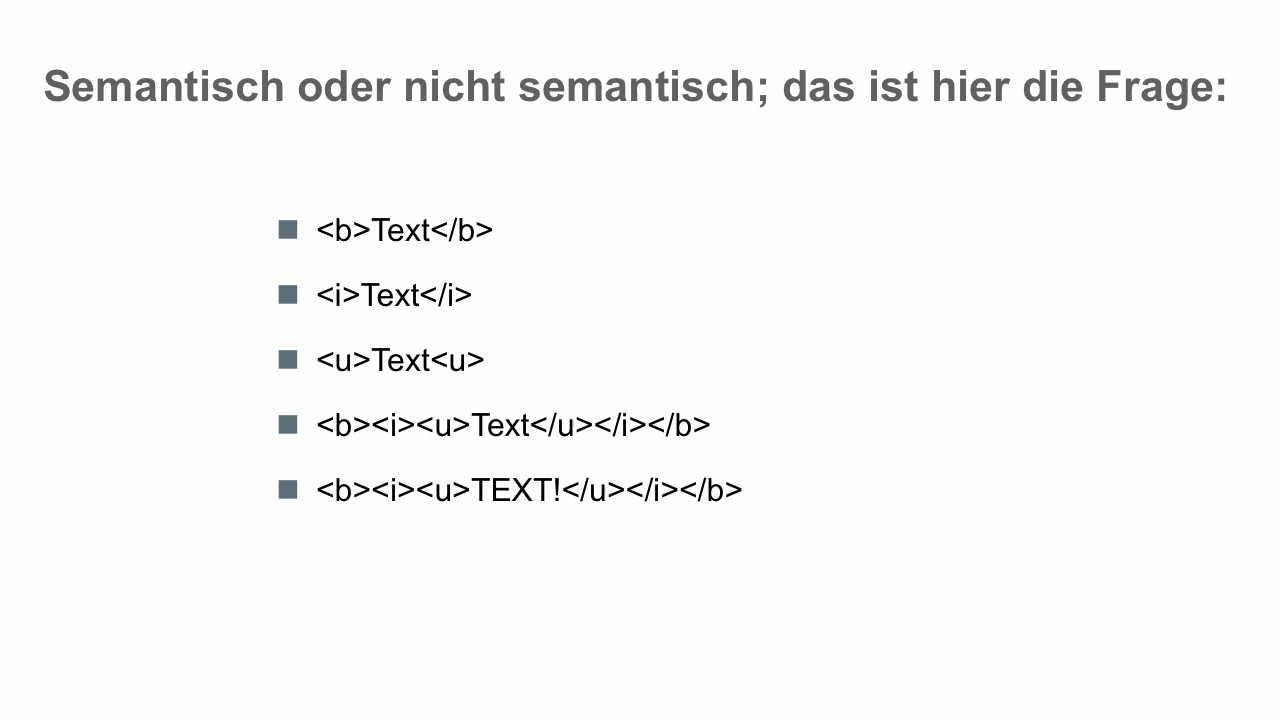 Semantisch oder nicht semantisch; das ist hier die Frage:
<b>Text</b>
<i>Text</i>
<u>Text<u>
<b><i><u>Text</u></i></b>
<b><i><u>TEXT!</u></i></b>